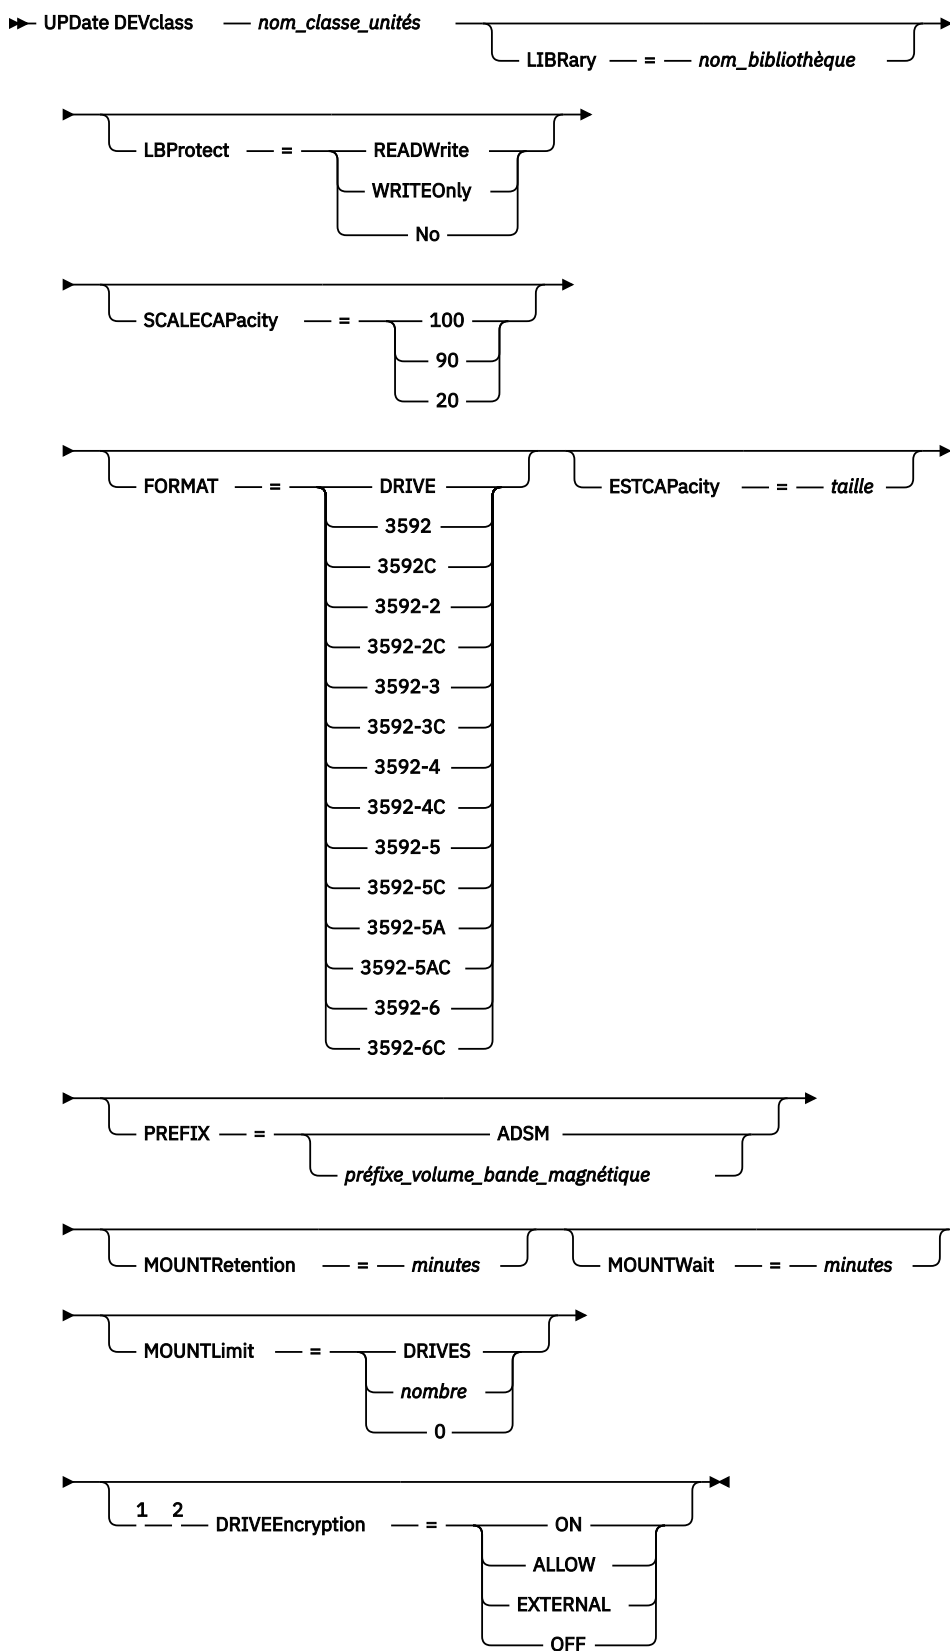 UPDate DEVclass nom_classe_unités
LIBRary = nom_bibliothèque
LBProtect = READWrite
WRITEOnly
No
SCALECAPacity = 100
90
20
FORMAT = DRIVE ESTCAPacity = taille
3592
3592C
3592-2
3592-2C
3592-3
3592-3C
3592-4
3592-4C
3592-5
3592-5C
3592-5A
3592-5AC
3592-6
3592-6C
PREFIX = ADSM
préfixe_volume_bande_magnétique
MOUNTRetention = minutes MOUNTWait = minutes
MOUNTLimit = DRIVES
nombre
0
1 2 DRIVEEncryption = ON
ALLOW
EXTERNAL
OFF